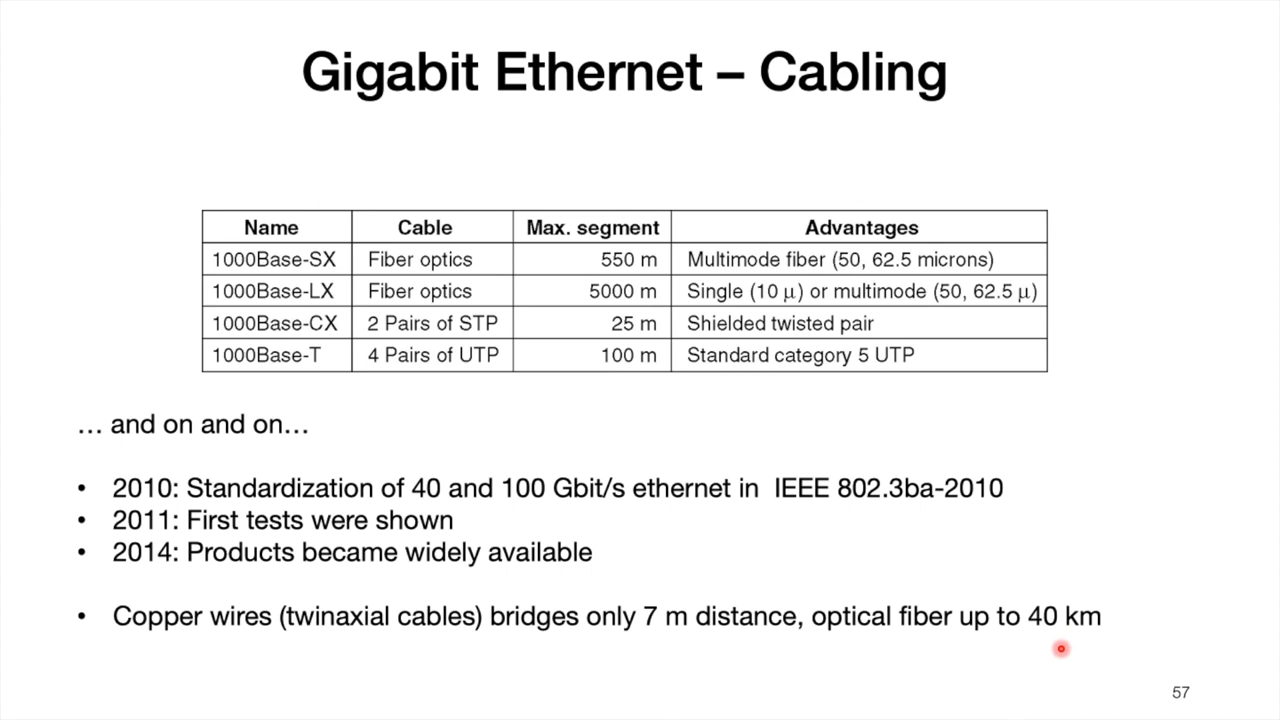 Gigabit Ethernet – Cabling
Name Cable Max. segment Advantages
1000Base-SX Fiber optics 550 m Multimode fiber (50, 62.5 microns)
1000Base-LX Fiber optics 5000 m Single (10 μ) or multimode (50, 62.5 μ)
1000Base-CX 2 Pairs of STP 25 m Shielded twisted pair
1000Base-T 4 Pairs of UTP 100 m Standard category 5 UTP
… and on and on…
• 2010: Standardization of 40 and 100 Gbit/s ethernet in IEEE 802.3ba-2010
• 2011: First tests were shown
• 2014: Products became widely available
• Copper wires (twinaxial cables) bridges only 7 m distance, optical fiber up to 40 km
57